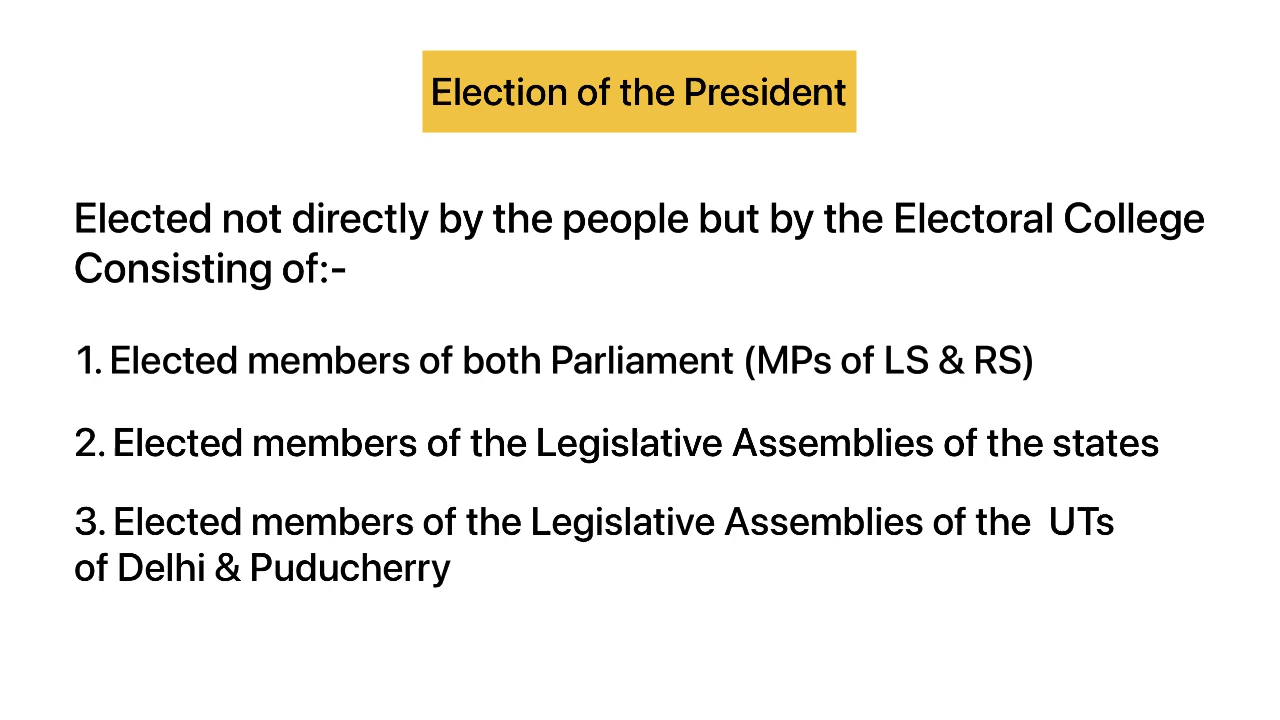 Election of the President
Elected not directly by the people but by the Electoral College
Consisting of:-
1. Elected members of both Parliament (MPs of LS & RS)
2. Elected members of the Legislative Assemblies of the states
3. Elected members of the Legislative Assemblies of the UTs
of Delhi & Puducherry